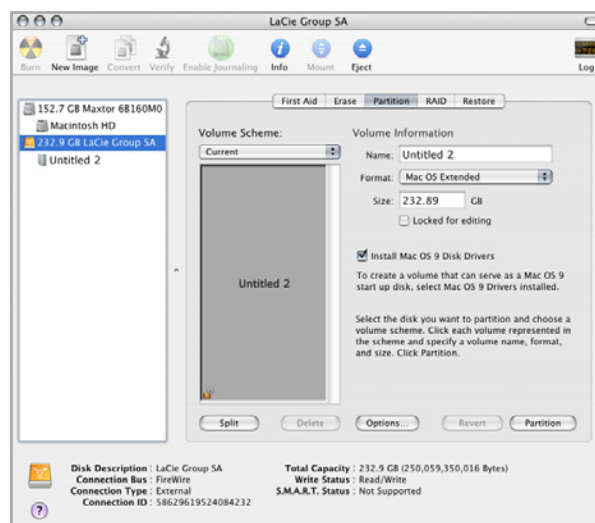 LaCie Group SA
Burn New Image Convert Verify Enable Journaling Info Mount Eject Log
152.7 GB Maxtor 6B160M0
Macintosh HD
232.9 GB LaCie Group SA
Untitled 2
First Aid Erase Partition RAID Restore
Volume Scheme:
Current
Untitled 2
Split Delete Options...
Volume Information
Name: Untitled 2
Format: Mac OS Extended
Size: 232.89 GB
Locked for editing
Install Mac OS 9 Disk Drivers
To create a volume that can serve as a Mac OS 9
start up disk, select Mac OS 9 Drivers installed.
Select the disk you want to partition and choose a
volume scheme. Click each volume represented in
the scheme and specify a volume name, format,
and size. Click Partition.
Revert Partition
Disk Description : LaCie Group SA
Connection Bus : FireWire
Connection Type : External
Connection ID : 58629619524084232
Total Capacity : 232.9 GB (250,059,350,016 Bytes)
Write Status : Read/Write
S.M.A.R.T. Status : Not Supported
?